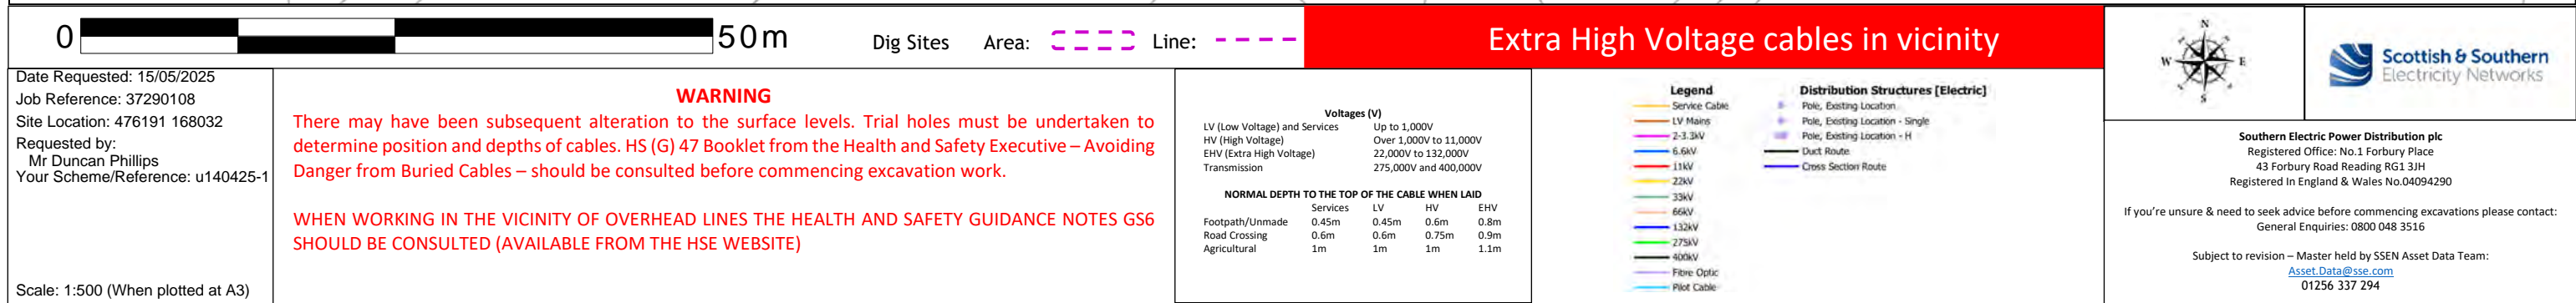 0 50m Dig Sites Area: Line:
Extra High Voltage cables in vicinity
N
W E
S
Scottish & Southern
Electricity Networks
Date Requested: 15/05/2025
Job Reference: 37290108
Site Location: 476191 168032
Requested by:
Mr Duncan Phillips
Your Scheme/Reference: u140425-1
Scale: 1:500 (When plotted at A3)
WARNING
There may have been subsequent alteration to the surface levels. Trial holes must be undertaken to
determine position and depths of cables. HS (G) 47 Booklet from the Health and Safety Executive – Avoiding
Danger from Buried Cables – should be consulted before commencing excavation work.
WHEN WORKING IN THE VICINITY OF OVERHEAD LINES THE HEALTH AND SAFETY GUIDANCE NOTES GS6
SHOULD BE CONSULTED (AVAILABLE FROM THE HSE WEBSITE)
Voltages (V)
LV (Low Voltage) and Services Up to 1,000V
HV (High Voltage) Over 1,000V to 11,000V
EHV (Extra High Voltage) 22,000V to 132,000V
Transmission 275,000V and 400,000V
NORMAL DEPTH TO THE TOP OF THE CABLE WHEN LAID
Services LV HV EHV
Footpath/Unmade 0.45m 0.45m 0.6m 0.8m
Road Crossing 0.6m 0.6m 0.75m 0.9m
Agricultural 1m 1m 1m 1.1m
Legend
Service Cable
LV Mains
2-3.3kV
6.6kV
11kV
22kV
33kV
66kV
132kV
275kV
400kV
Fibre Optic
Pilot Cable
Distribution Structures [Electric]
Pole, Existing Location
Pole, Existing Location - Single
Pole, Existing Location - H
Duct Route
Cross Section Route
Southern Electric Power Distribution plc
Registered Office: No.1 Forbury Place
43 Forbury Road Reading RG1 3JH
Registered In England & Wales No.04094290
If you're unsure & need to seek advice before commencing excavations please contact:
General Enquiries: 0800 048 3516
Subject to revision – Master held by SSEN Asset Data Team:
Asset.Data@sse.com
01256 337 294